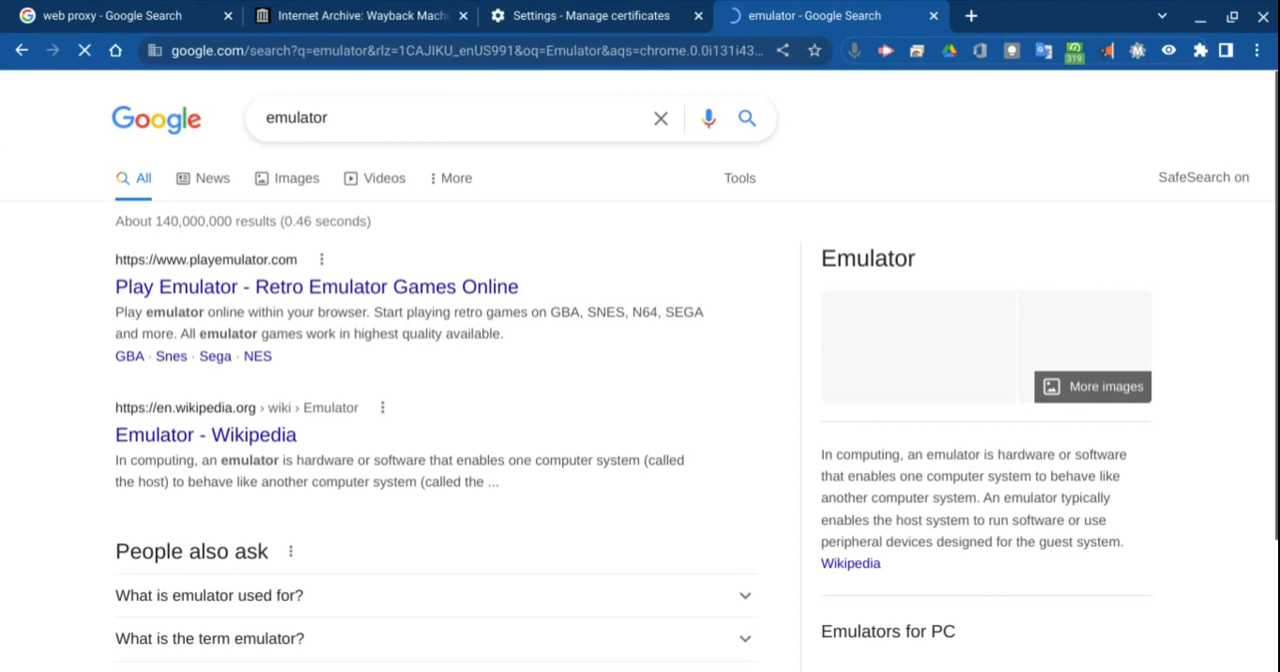 web proxy - Google Search
Internet Archive: Wayback Mach
Settings - Manage certificates
emulator - Google Search
google.com/search?q=emulator&rlz=1CAJIKU_enUS991&oq=Emulator&aqs=chrome.0.0i131i43...
319
Google
emulator
All
News
Images
Videos
More
Tools
SafeSearch on
About 140,000,000 results (0.46 seconds)
https://www.playemulator.com
Play Emulator - Retro Emulator Games Online
Play emulator online within your browser. Start playing retro games on GBA, SNES, N64, SEGA
and more. All emulator games work in highest quality available.
GBA · Snes · Sega · NES
https://en.wikipedia.org › wiki › Emulator
Emulator - Wikipedia
In computing, an emulator is hardware or software that enables one computer system (called
the host) to behave like another computer system (called the ...
People also ask
What is emulator used for?
What is the term emulator?
Emulator
More images
In computing, an emulator is hardware or software
that enables one computer system to behave like
another computer system. An emulator typically
enables the host system to run software or use
peripheral devices designed for the guest system.
Wikipedia
Emulators for PC